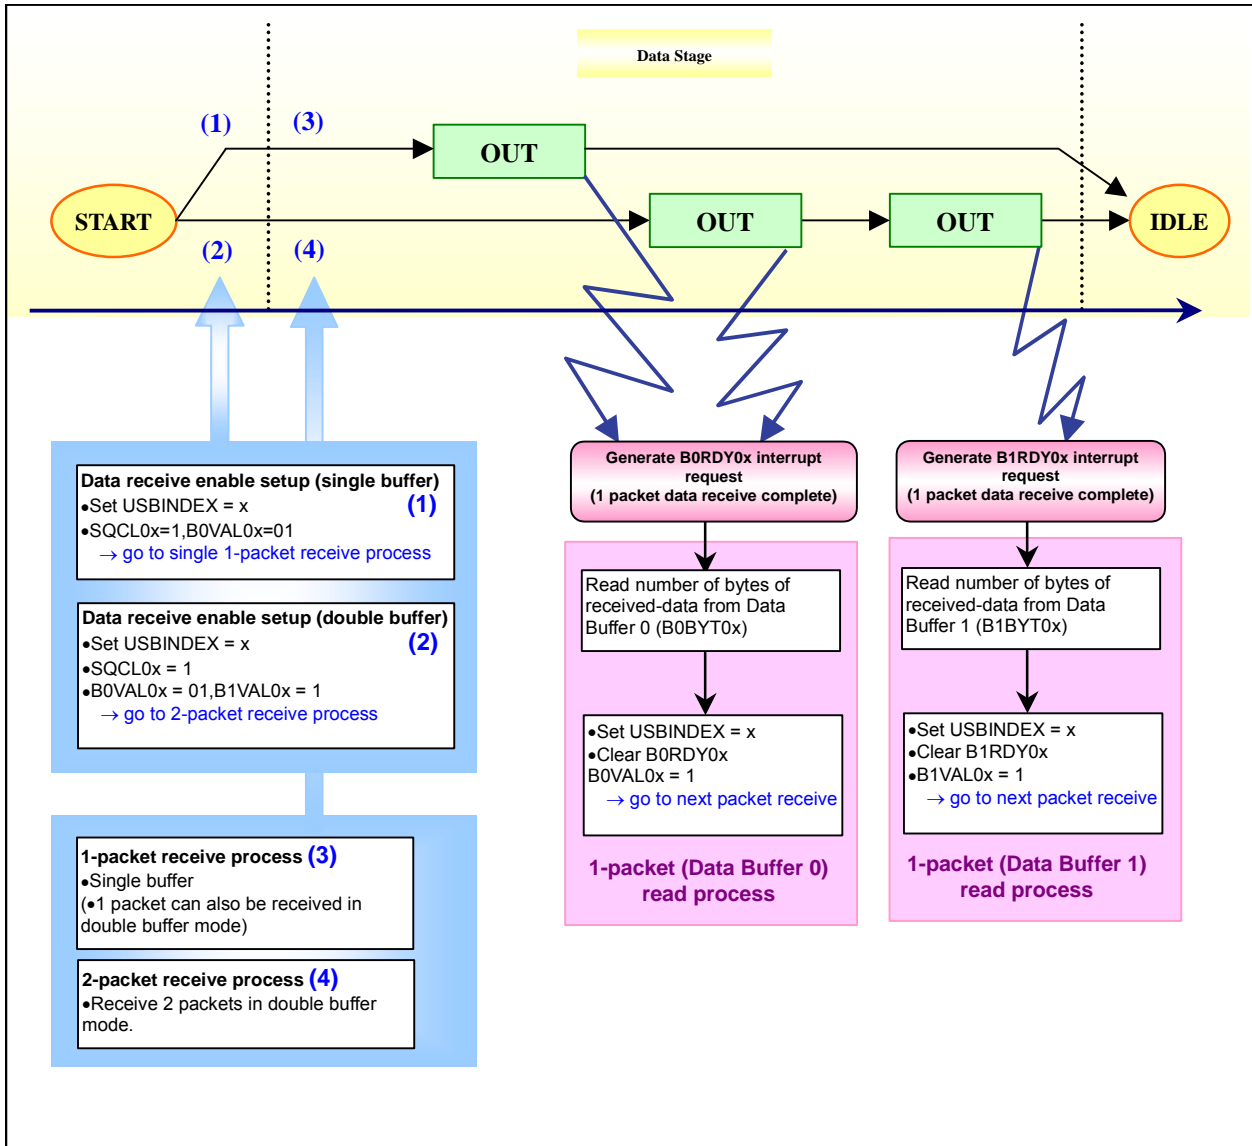 Data Stage
(1)
(3)
OUT
START
OUT
OUT
IDLE
(2)
(4)
Data receive enable setup (single buffer)
•Set USBINDEX = x
(1)
•SQCL0x=1,B0VAL0x=01
→ go to single 1-packet receive process
Data receive enable setup (double buffer)
•Set USBINDEX = x
(2)
•SQCL0x = 1
•B0VAL0x = 01,B1VAL0x = 1
→ go to 2-packet receive process
1-packet receive process (3)
•Single buffer
(•1 packet can also be received in
double buffer mode)
2-packet receive process (4)
•Receive 2 packets in double buffer
mode.
Generate B0RDY0x interrupt
request
(1 packet data receive complete)
Read number of bytes of
received-data from Data
Buffer 0 (B0BYT0x)
•Set USBINDEX = x
•Clear B0RDY0x
B0VAL0x = 1
→ go to next packet receive
1-packet (Data Buffer 0)
read process
Generate B1RDY0x interrupt
request
(1 packet data receive complete)
Read number of bytes of
received-data from Data
Buffer 1 (B1BYT0x)
•Set USBINDEX = x
•Clear B1RDY0x
•B1VAL0x = 1
→ go to next packet receive
1-packet (Data Buffer 1)
read process